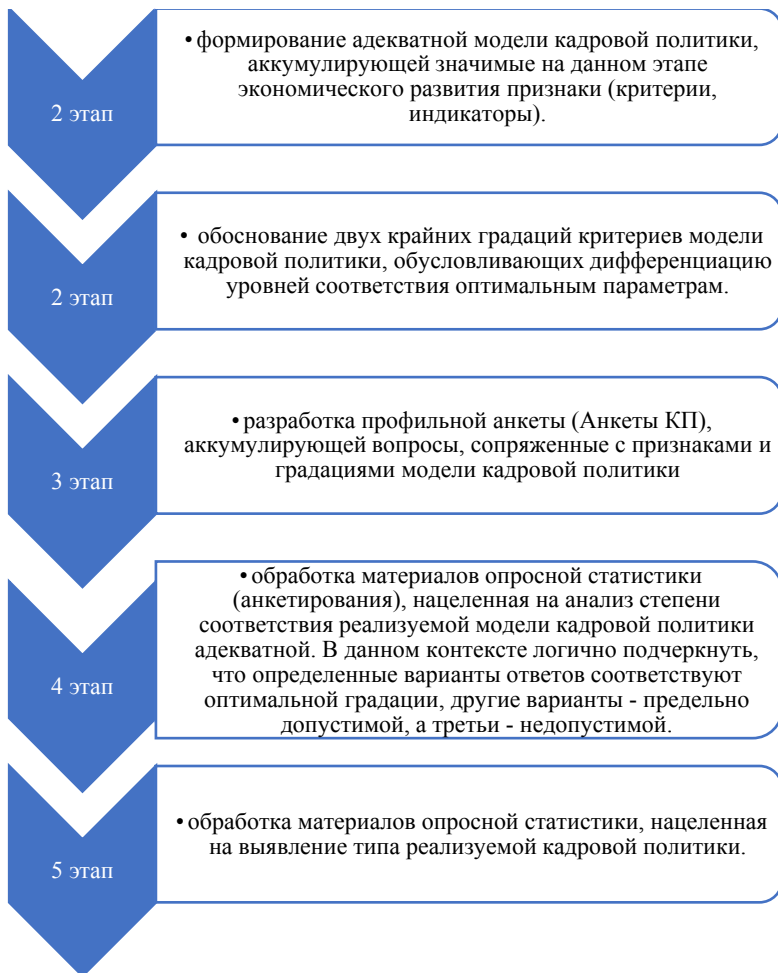 2 этап
• формирование адекватной модели кадровой политики,
аккумулирующей значимые на данном этапе
экономического развития признаки (критерии,
индикаторы).
2 этап
• обоснование двух крайних градаций критериев модели
кадровой политики, обусловливающих дифференциацию
уровней соответствия оптимальным параметрам.
3 этап
• разработка профильной анкеты (Анкеты КП),
аккумулирующей вопросы, сопряженные с признаками и
градациями модели кадровой политики
4 этап
• обработка материалов опросной статистики
(анкетирования), нацеленная на анализ степени
соответствия реализуемой модели кадровой политики
адекватной. В данном контексте логично подчеркнуть,
что определенные варианты ответов соответствуют
оптимальной градации, другие варианты - предельно
допустимой, а третьи - недопустимой.
5 этап
• обработка материалов опросной статистики, нацеленная
на выявление типа реализуемой кадровой политики.